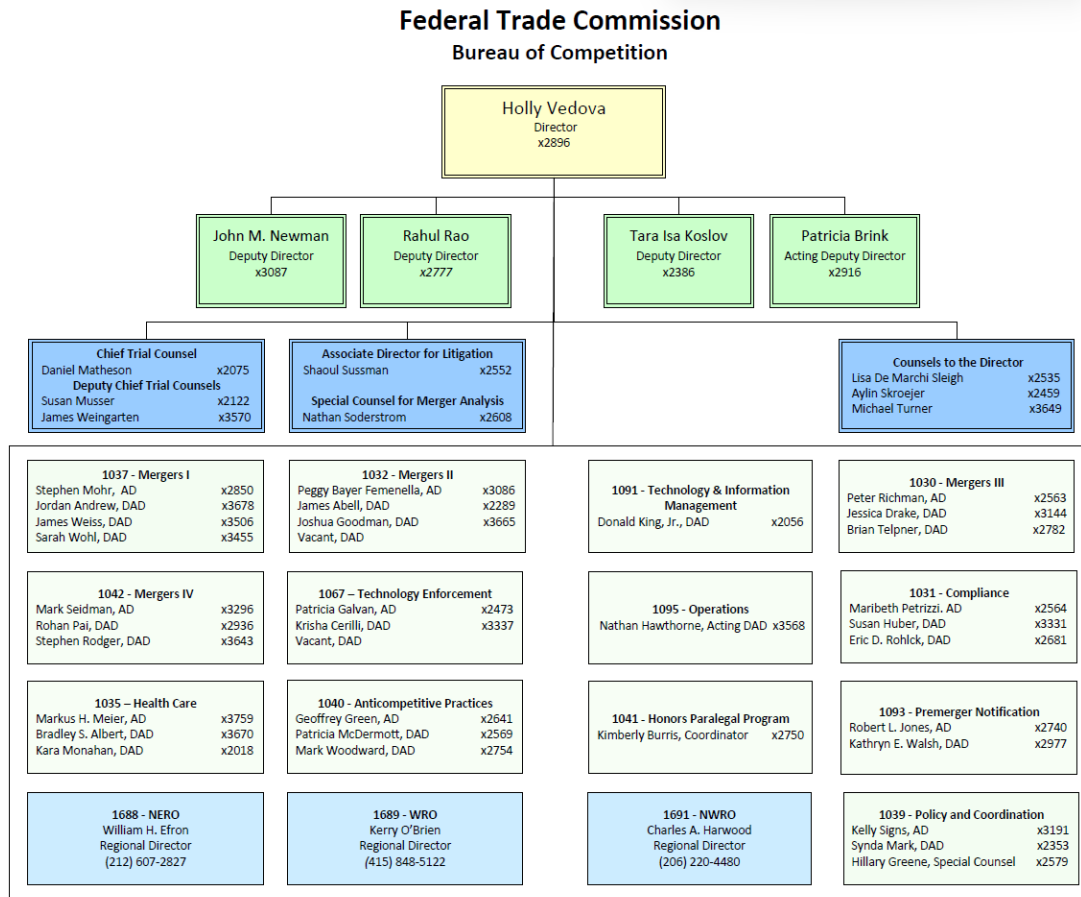 Federal Trade Commission
Bureau of Competition
Holly Vedova
Director
x2896
John M. Newman
Deputy Director
x3087
Rahul Rao
Deputy Director
x2777
Tara Isa Koslov
Deputy Director
x2386
Patricia Brink
Acting Deputy Director
x2916
Chief Trial Counsel
Daniel Matheson x2075
Deputy Chief Trial Counsels
Susan Musser x2122
James Weingarten x3570
Associate Director for Litigation
Shaoul Sussman x2552
Special Counsel for Merger Analysis
Nathan Soderstrom x2608
Counsels to the Director
Lisa De Marchi Sleigh x2535
Aylin Skroejer x2459
Michael Turner x3649
1037 - Mergers I
Stephen Mohr, AD x2850
Jordan Andrew, DAD x3678
James Weiss, DAD x3506
Sarah Wohl, DAD x3455
1032 - Mergers II
Peggy Bayer Femenella, AD x3086
James Abell, DAD x2289
Joshua Goodman, DAD x3665
Vacant, DAD
1091 - Technology & Information
Management
Donald King, Jr., DAD x2056
1030 - Mergers III
Peter Richman, AD x2563
Jessica Drake, DAD x3144
Brian Telpner, DAD x2782
1042 - Mergers IV
Mark Seidman, AD x3296
Rohan Pai, DAD x2936
Stephen Rodger, DAD x3643
1067 – Technology Enforcement
Patricia Galvan, AD x2473
Krisha Cerilli, DAD x3337
Vacant, DAD
1095 - Operations
Nathan Hawthorne, Acting DAD x3568
1031 - Compliance
Maribeth Petrizzi. AD x2564
Susan Huber, DAD x3331
Eric D. Rohlck, DAD x2681
1035 – Health Care
Markus H. Meier, AD x3759
Bradley S. Albert, DAD x3670
Kara Monahan, DAD x2018
1040 - Anticompetitive Practices
Geoffrey Green, AD x2641
Patricia McDermott, DAD x2569
Mark Woodward, DAD x2754
1041 - Honors Paralegal Program
Kimberly Burris, Coordinator x2750
1093 - Premerger Notification
Robert L. Jones, AD x2740
Kathryn E. Walsh, DAD x2977
1688 - NERO
William H. Efron
Regional Director
(212) 607-2827
1689 - WRO
Kerry O'Brien
Regional Director
(415) 848-5122
1691 - NWRO
Charles A. Harwood
Regional Director
(206) 220-4480
1039 - Policy and Coordination
Kelly Signs, AD x3191
Synda Mark, DAD x2353
Hillary Greene, Special Counsel x2579